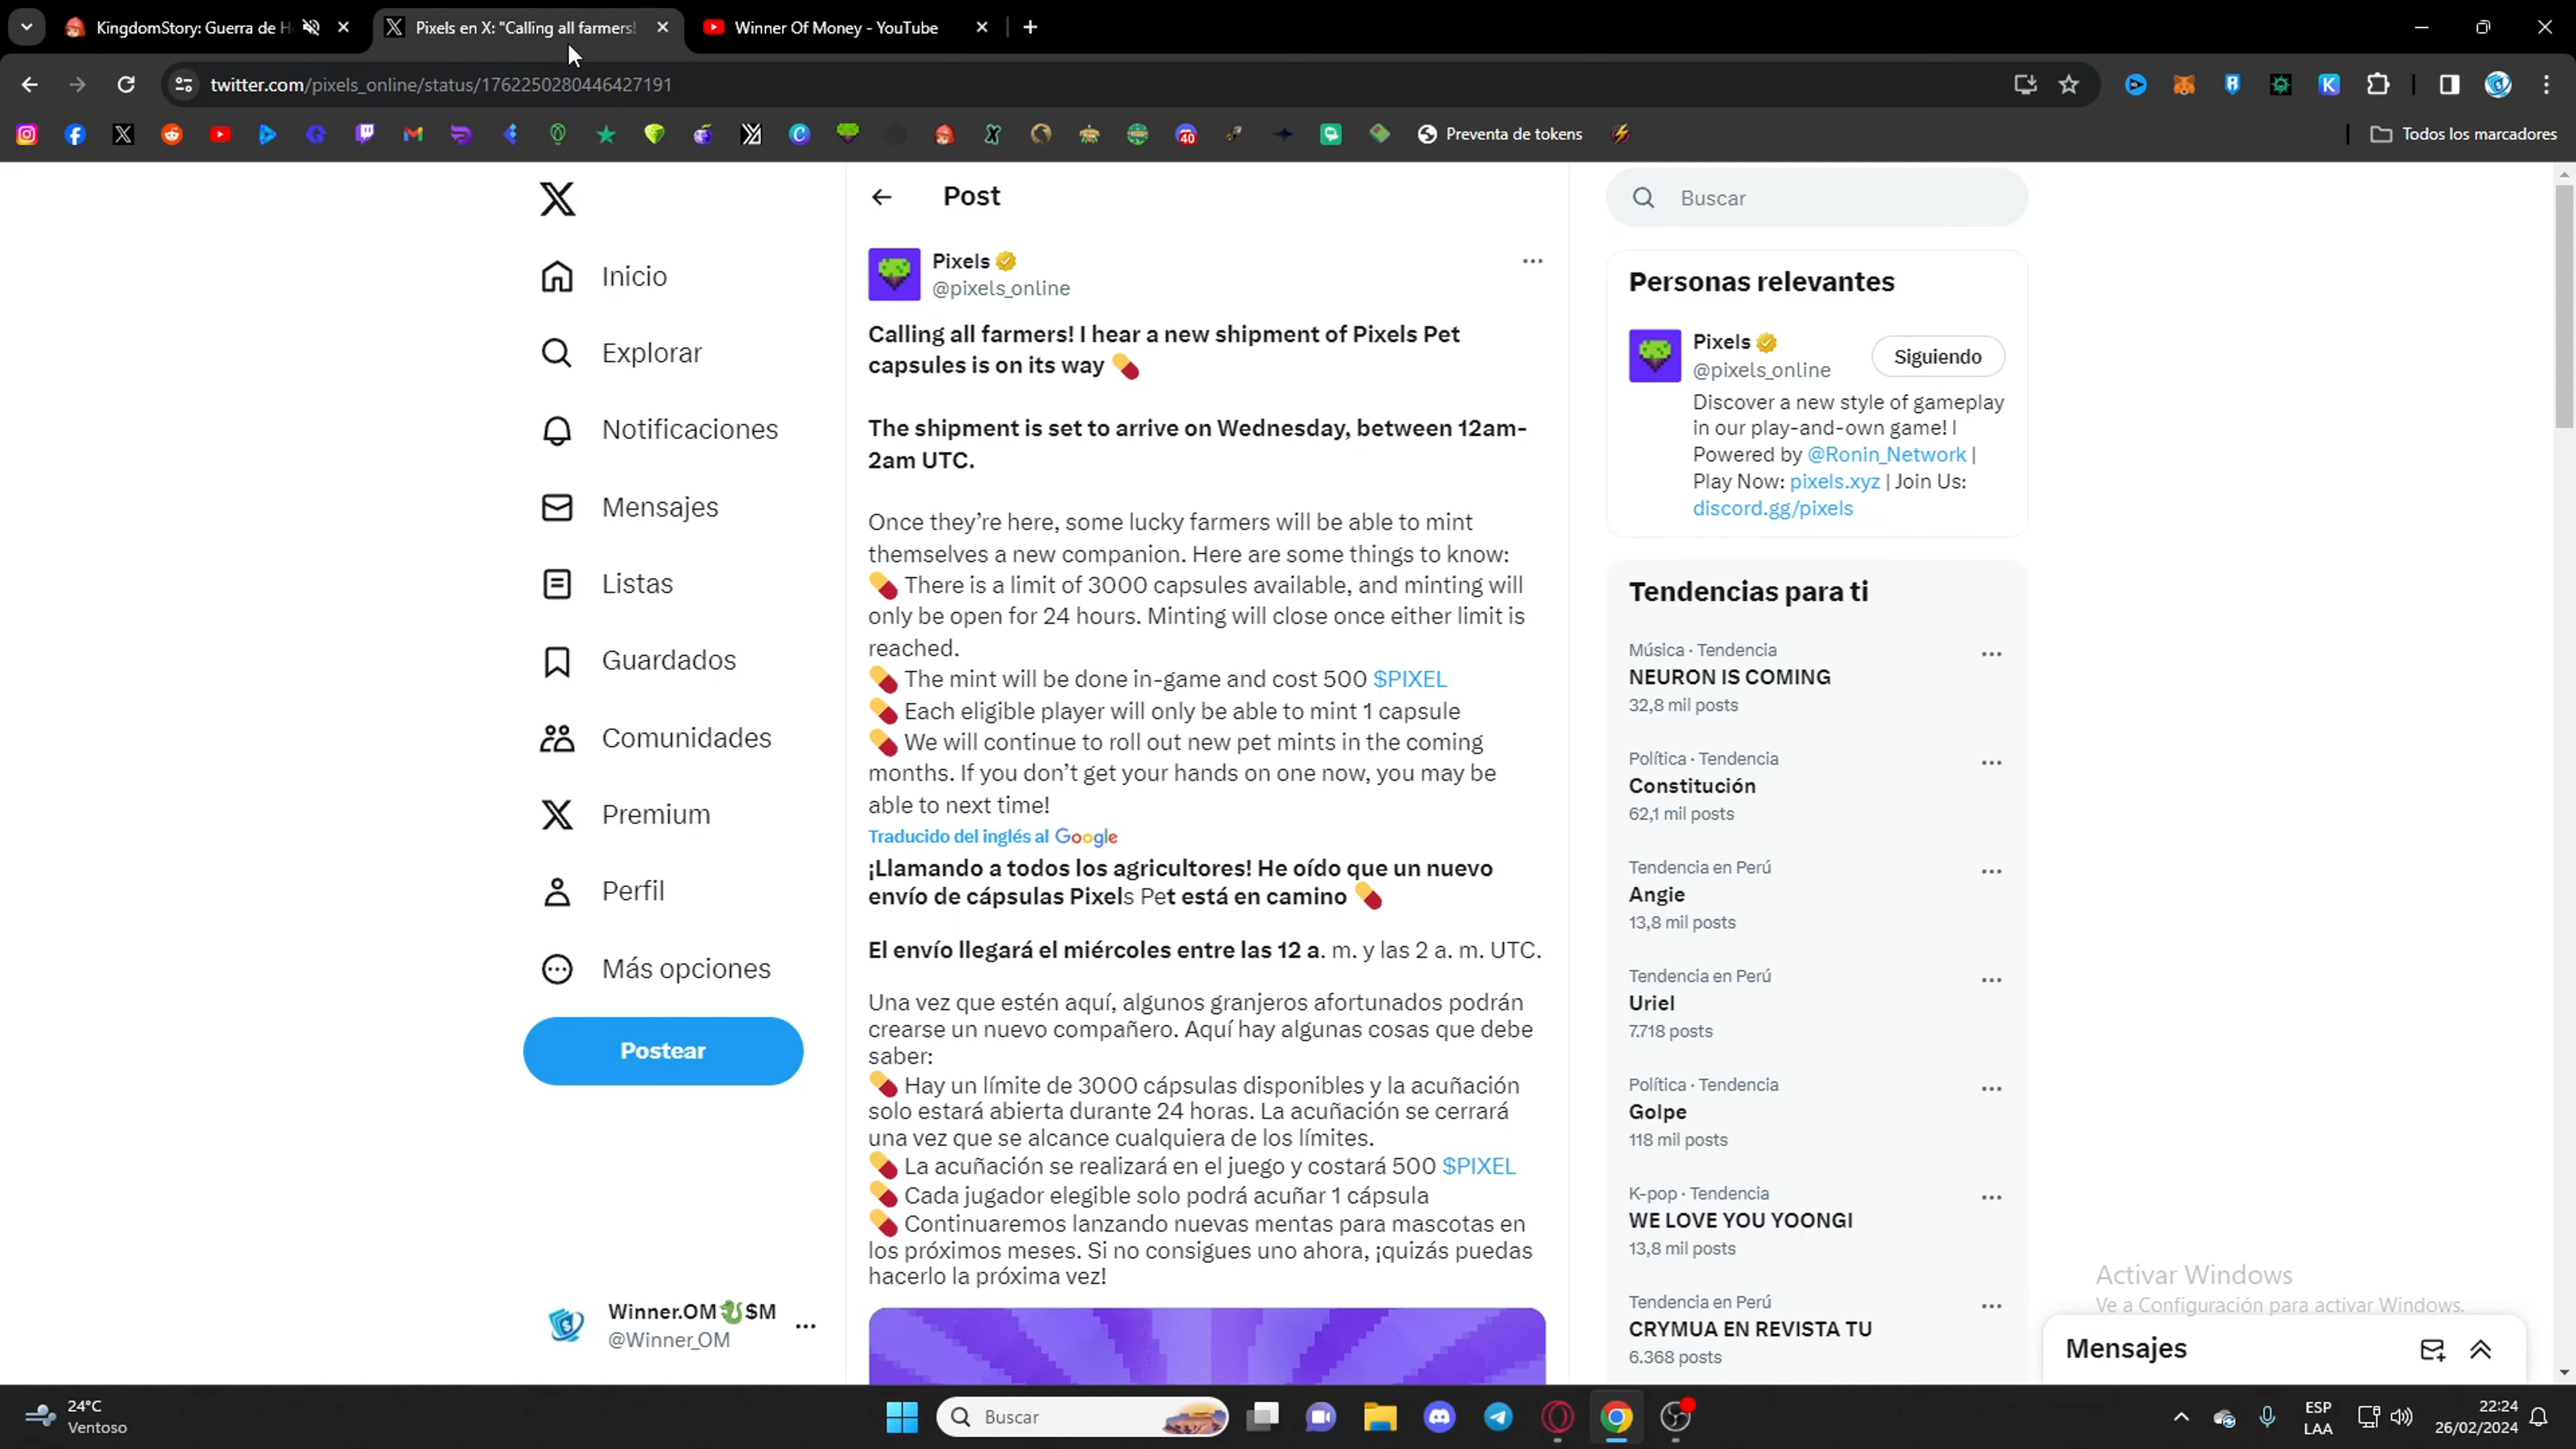 KingdomStory: Guerra de H
Pixels en X: "Calling all farmers!
Winner Of Money - YouTube
twitter.com/pixels_online/status/1762250280446427191
40
Preventa de tokens
Todos los marcadores
Inicio
Explorar
Notificaciones
Mensajes
Listas
Guardados
Comunidades
Premium
Perfil
Más opciones
Postear
Winner.OM $M
@Winner_OM
Post
Pixels
@pixels_online
Calling all farmers! I hear a new shipment of Pixels Pet
capsules is on its way
The shipment is set to arrive on Wednesday, between 12am-
2am UTC.
Once they’re here, some lucky farmers will be able to mint
themselves a new companion. Here are some things to know:
There is a limit of 3000 capsules available, and minting will
only be open for 24 hours. Minting will close once either limit is
reached.
The mint will be done in-game and cost 500 $PIXEL
Each eligible player will only be able to mint 1 capsule
We will continue to roll out new pet mints in the coming
months. If you don’t get your hands on one now, you may be
able to next time!
Traducido del inglés al Google
¡Llamando a todos los agricultores! He oído que un nuevo
envío de cápsulas Pixels Pet está en camino
El envío llegará el miércoles entre las 12 a. m. y las 2 a. m. UTC.
Una vez que estén aquí, algunos granjeros afortunados podrán
crearse un nuevo compañero. Aquí hay algunas cosas que debe
saber:
Hay un límite de 3000 cápsulas disponibles y la acuñación
solo estará abierta durante 24 horas. La acuñación se cerrará
una vez que se alcance cualquiera de los límites.
La acuñación se realizará en el juego y costará 500 $PIXEL
Cada jugador elegible solo podrá acuñar 1 cápsula
Continuaremos lanzando nuevas mentas para mascotas en
los próximos meses. Si no consigues uno ahora, ¡quizás puedas
hacerlo la próxima vez!
Buscar
Personas relevantes
Pixels
@pixels_online
Siguiendo
Discover a new style of gameplay
in our play-and-own game! |
Powered by @Ronin_Network |
Play Now: pixels.xyz | Join Us:
discord.gg/pixels
Tendencias para ti
Música · Tendencia
NEURON IS COMING
32,8 mil posts
Política · Tendencia
Constitución
62,1 mil posts
Tendencia en Perú
Angie
13,8 mil posts
Tendencia en Perú
Uriel
7.718 posts
Política · Tendencia
Golpe
118 mil posts
K-pop · Tendencia
WE LOVE YOU YOONGI
13,8 mil posts
Tendencia en Perú
CRYMUA EN REVISTA TU
6.368 posts
Activar Windows
Ve a Configuración para activar Windows.
Mensajes
24°C
Ventoso
Buscar
ESP
LAA
22:24
26/02/2024